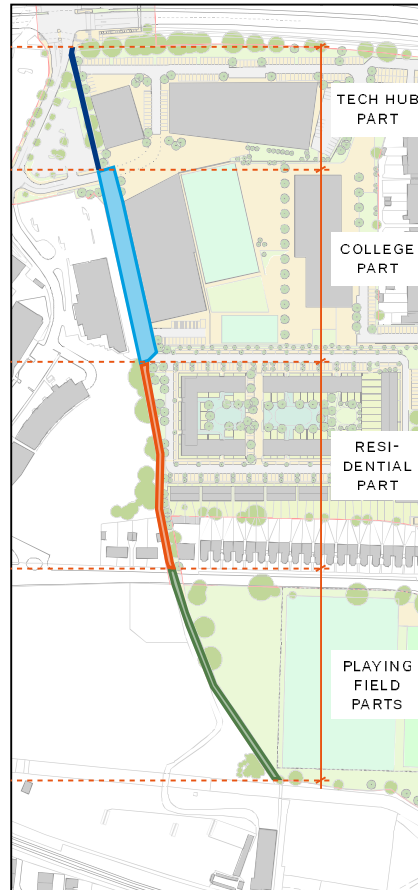 TECH HUB
PART
COLLEGE
PART
RESI-
DENTIAL
PART
PLAYING
FIELD
PARTS